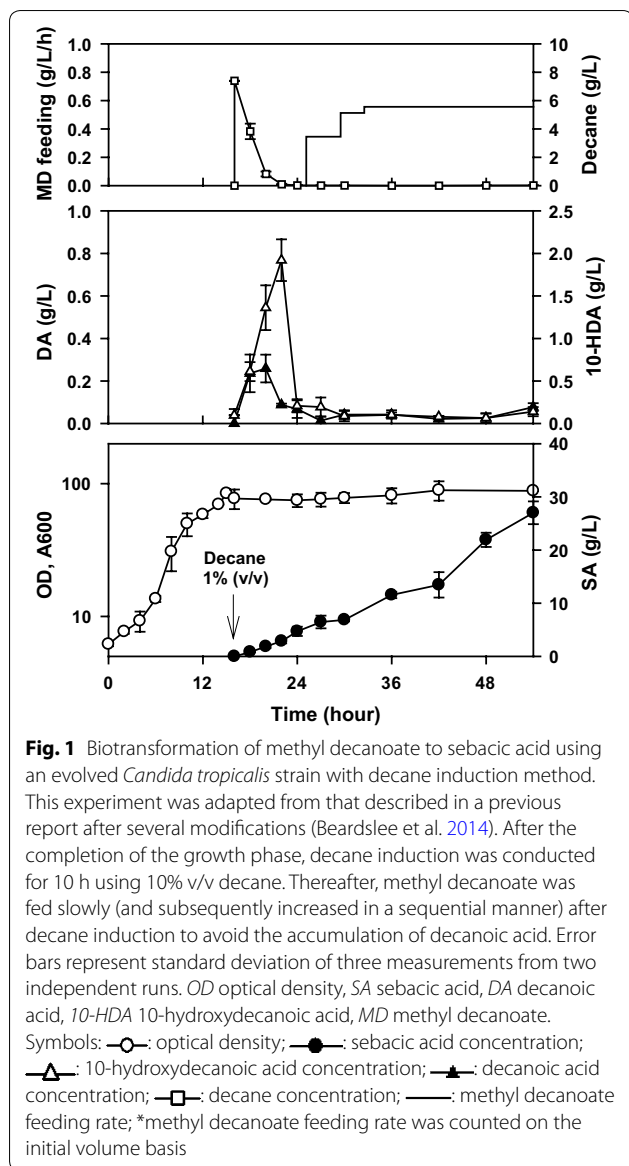 MD feeding (g/L/h)
1.0
0.8
0.6
0.4
0.2
0.0
10
8
6
4
2
0
Decane (g/L)
DA (g/L)
1.0
0.8
0.6
0.4
0.2
0.0
2.5
2.0
1.5
1.0
0.5
0.0
10-HDA (g/L)
OD, A600
100
10
Decane
1% (v/v)
40
30
20
10
0
SA (g/L)
0 12 24 36 48
Time (hour)
Fig. 1 Biotransformation of methyl decanoate to sebacic acid using
an evolved Candida tropicalis strain with decane induction method.
This experiment was adapted from that described in a previous
report after several modifications (Beardslee et al. 2014). After the
completion of the growth phase, decane induction was conducted
for 10 h using 10% v/v decane. Thereafter, methyl decanoate was
fed slowly (and subsequently increased in a sequential manner) after
decane induction to avoid the accumulation of decanoic acid. Error
bars represent standard deviation of three measurements from two
independent runs. OD optical density, SA sebacic acid, DA decanoic
acid, 10-HDA 10-hydroxydecanoic acid, MD methyl decanoate.
Symbols: —○—: optical density; —●—: sebacic acid concentration;
—△—: 10-hydroxydecanoic acid concentration; —▲—: decanoic acid
concentration; —□—: decane concentration; ——: methyl decanoate
feeding rate; *methyl decanoate feeding rate was counted on the
initial volume basis